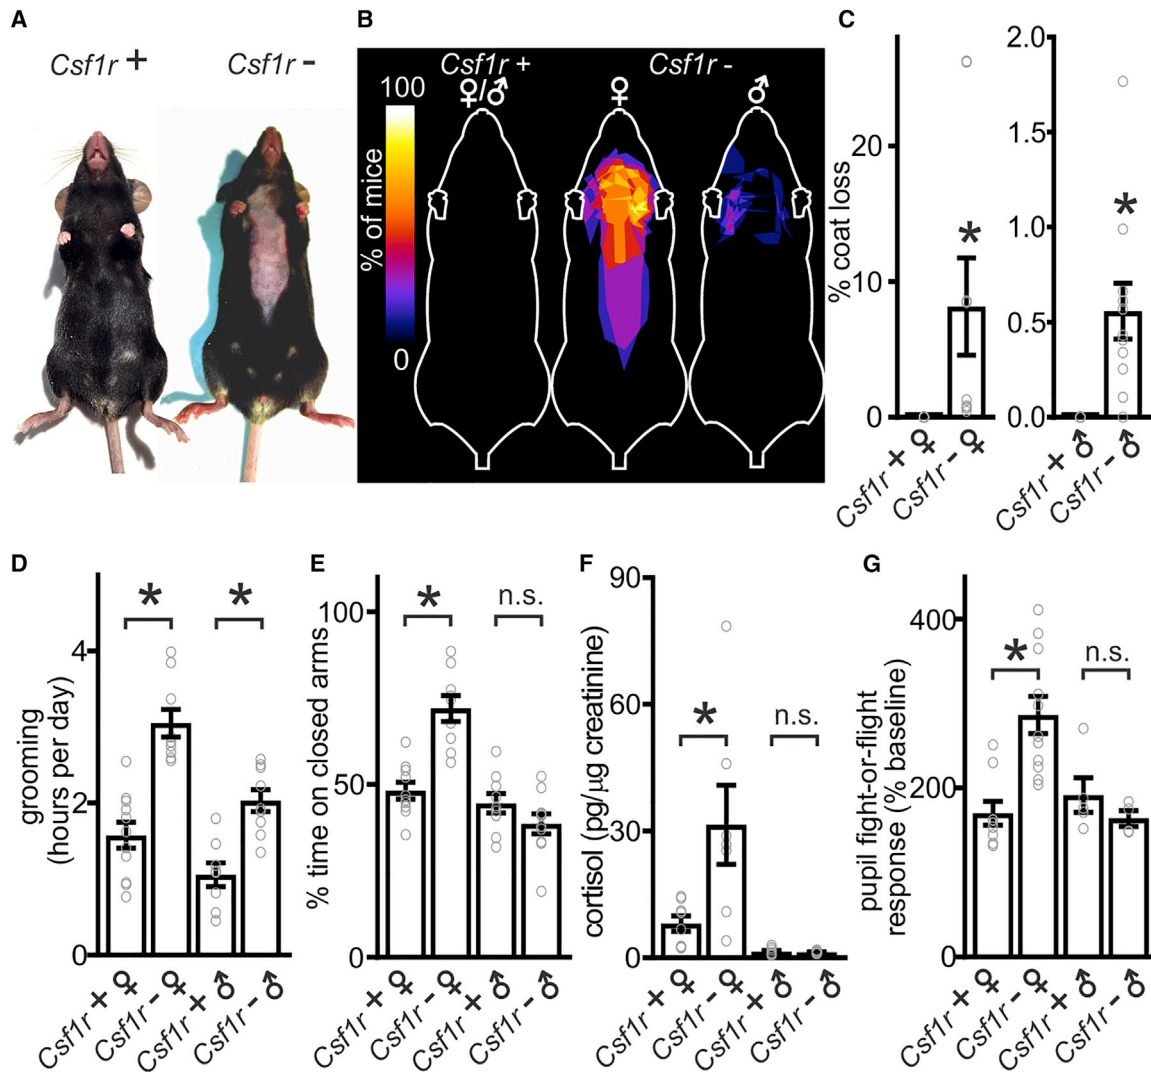 A
Csf1r +
Csf1r -
B
Csf1r +
♀/♂
Csf1r -
♀
♂
100
% of mice
0
C
% coat loss
20
10
0
Csf1r + ♀
Csf1r - ♀
*
2.0
1.5
1.0
0.5
0.0
Csf1r + ♂
Csf1r - ♂
*
D
grooming
(hours per day)
4
2
0
*
*
Csf1r + ♀
Csf1r - ♀
Csf1r + ♂
Csf1r - ♂
E
% time on closed arms
100
50
0
*
n.s.
Csf1r + ♀
Csf1r - ♀
Csf1r + ♂
Csf1r - ♂
F
cortisol (pg/µg creatinine)
90
60
30
0
*
n.s.
Csf1r + ♀
Csf1r - ♀
Csf1r + ♂
Csf1r - ♂
G
pupil fight-or-flight
response (% baseline)
400
200
0
*
n.s.
Csf1r + ♀
Csf1r - ♀
Csf1r + ♂
Csf1r - ♂